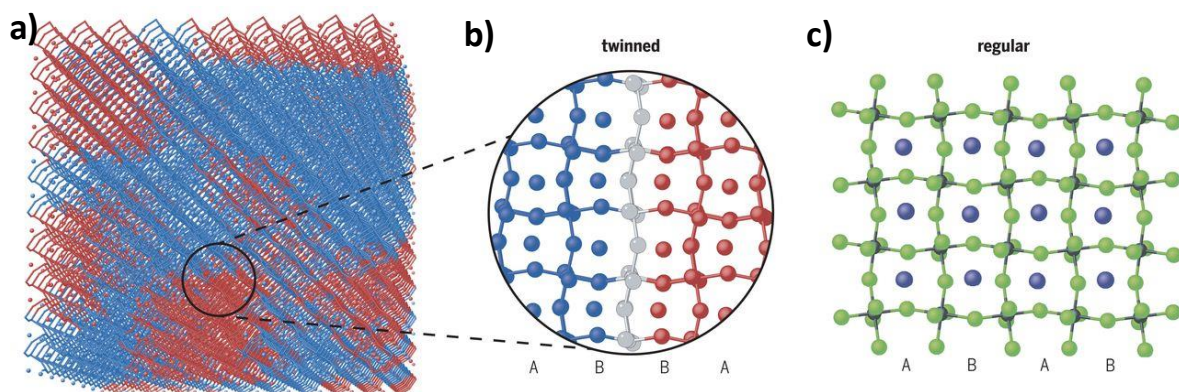 a)
b)
c)
twinned
regular
A B B A
A B A B